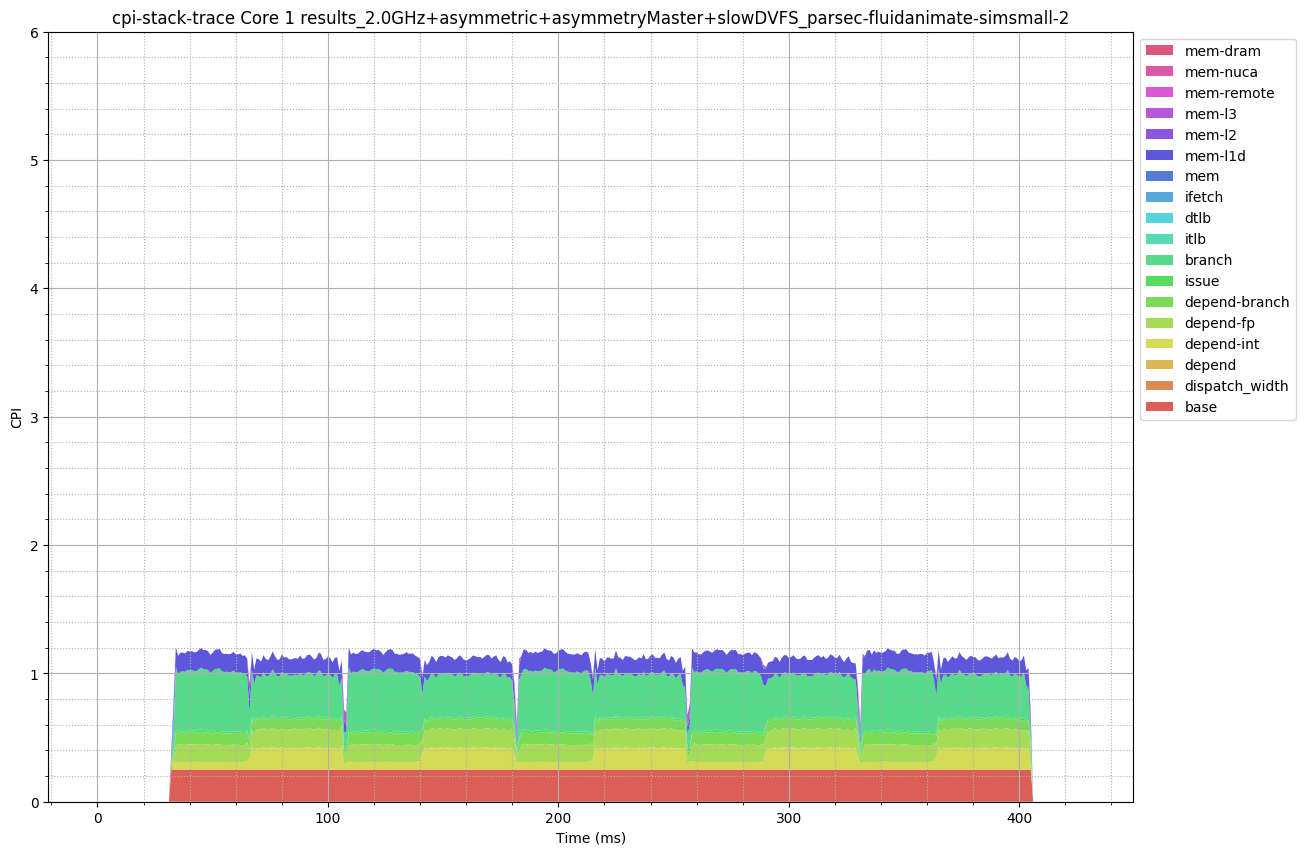 cpi-stack-trace Core 1 results_2.0GHz+asymmetric+asymmetryMaster+slowDVFS_parsec-fluidanimate-simsmall-2
6
5
4
3
2
1
0
CPI
0 100 200 300 400
Time (ms)
mem-dram
mem-nuca
mem-remote
mem-l3
mem-l2
mem-l1d
mem
ifetch
dtlb
itlb
branch
issue
depend-branch
depend-fp
depend-int
depend
dispatch_width
base